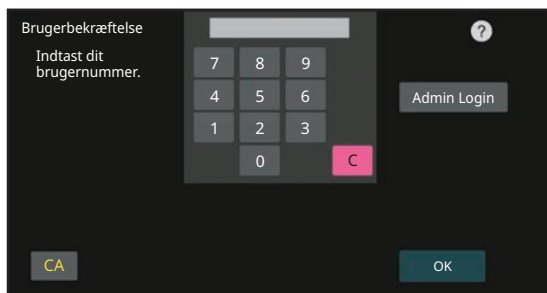 Brugerbekræftelse
?
Indtast dit
brugernummer.
7 8 9
4 5 6
Admin Login
1 2 3
0 C
CA
OK